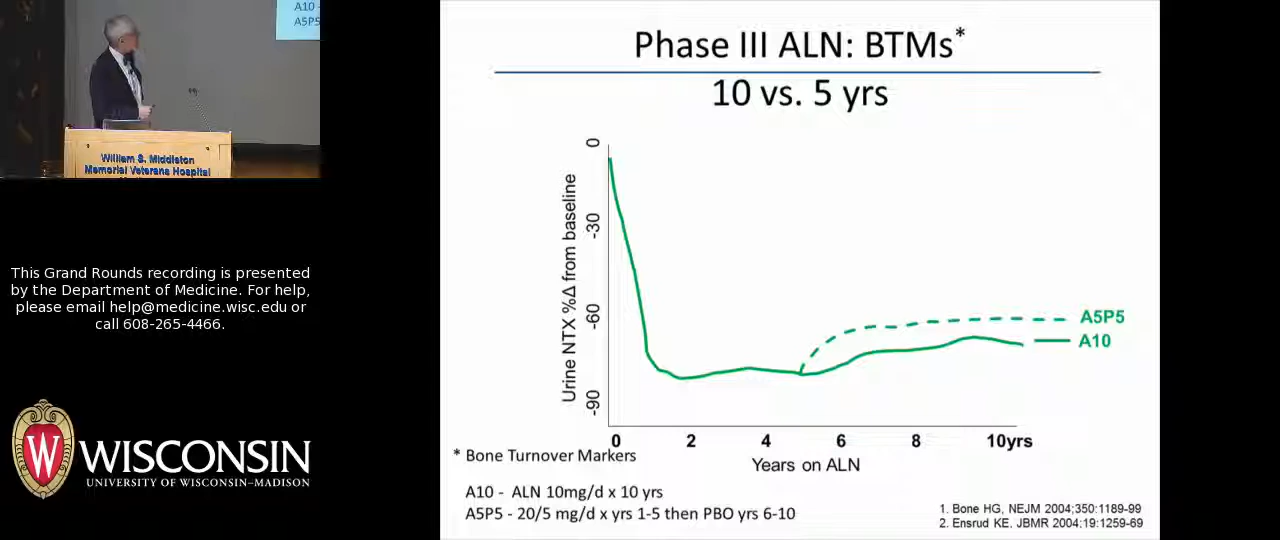 A10 -
A5P5
William S. Middleton
Memorial Veterans Hospital
This Grand Rounds recording is presented
by the Department of Medicine. For help,
please email help@medicine.wisc.edu or
call 608-265-4466.
W WISCONSIN
UNIVERSITY OF WISCONSIN–MADISON
Phase III ALN: BTMs*
10 vs. 5 yrs
Urine NTX %Δ from baseline
0
-30
-60
-90
A5P5
A10
0 2 4 6 8 10yrs
Years on ALN
* Bone Turnover Markers
A10 - ALN 10mg/d x 10 yrs
A5P5 - 20/5 mg/d x yrs 1-5 then PBO yrs 6-10
1. Bone HG, NEJM 2004;350:1189-99
2. Ensrud KE, JBMR 2004;19:1259-69